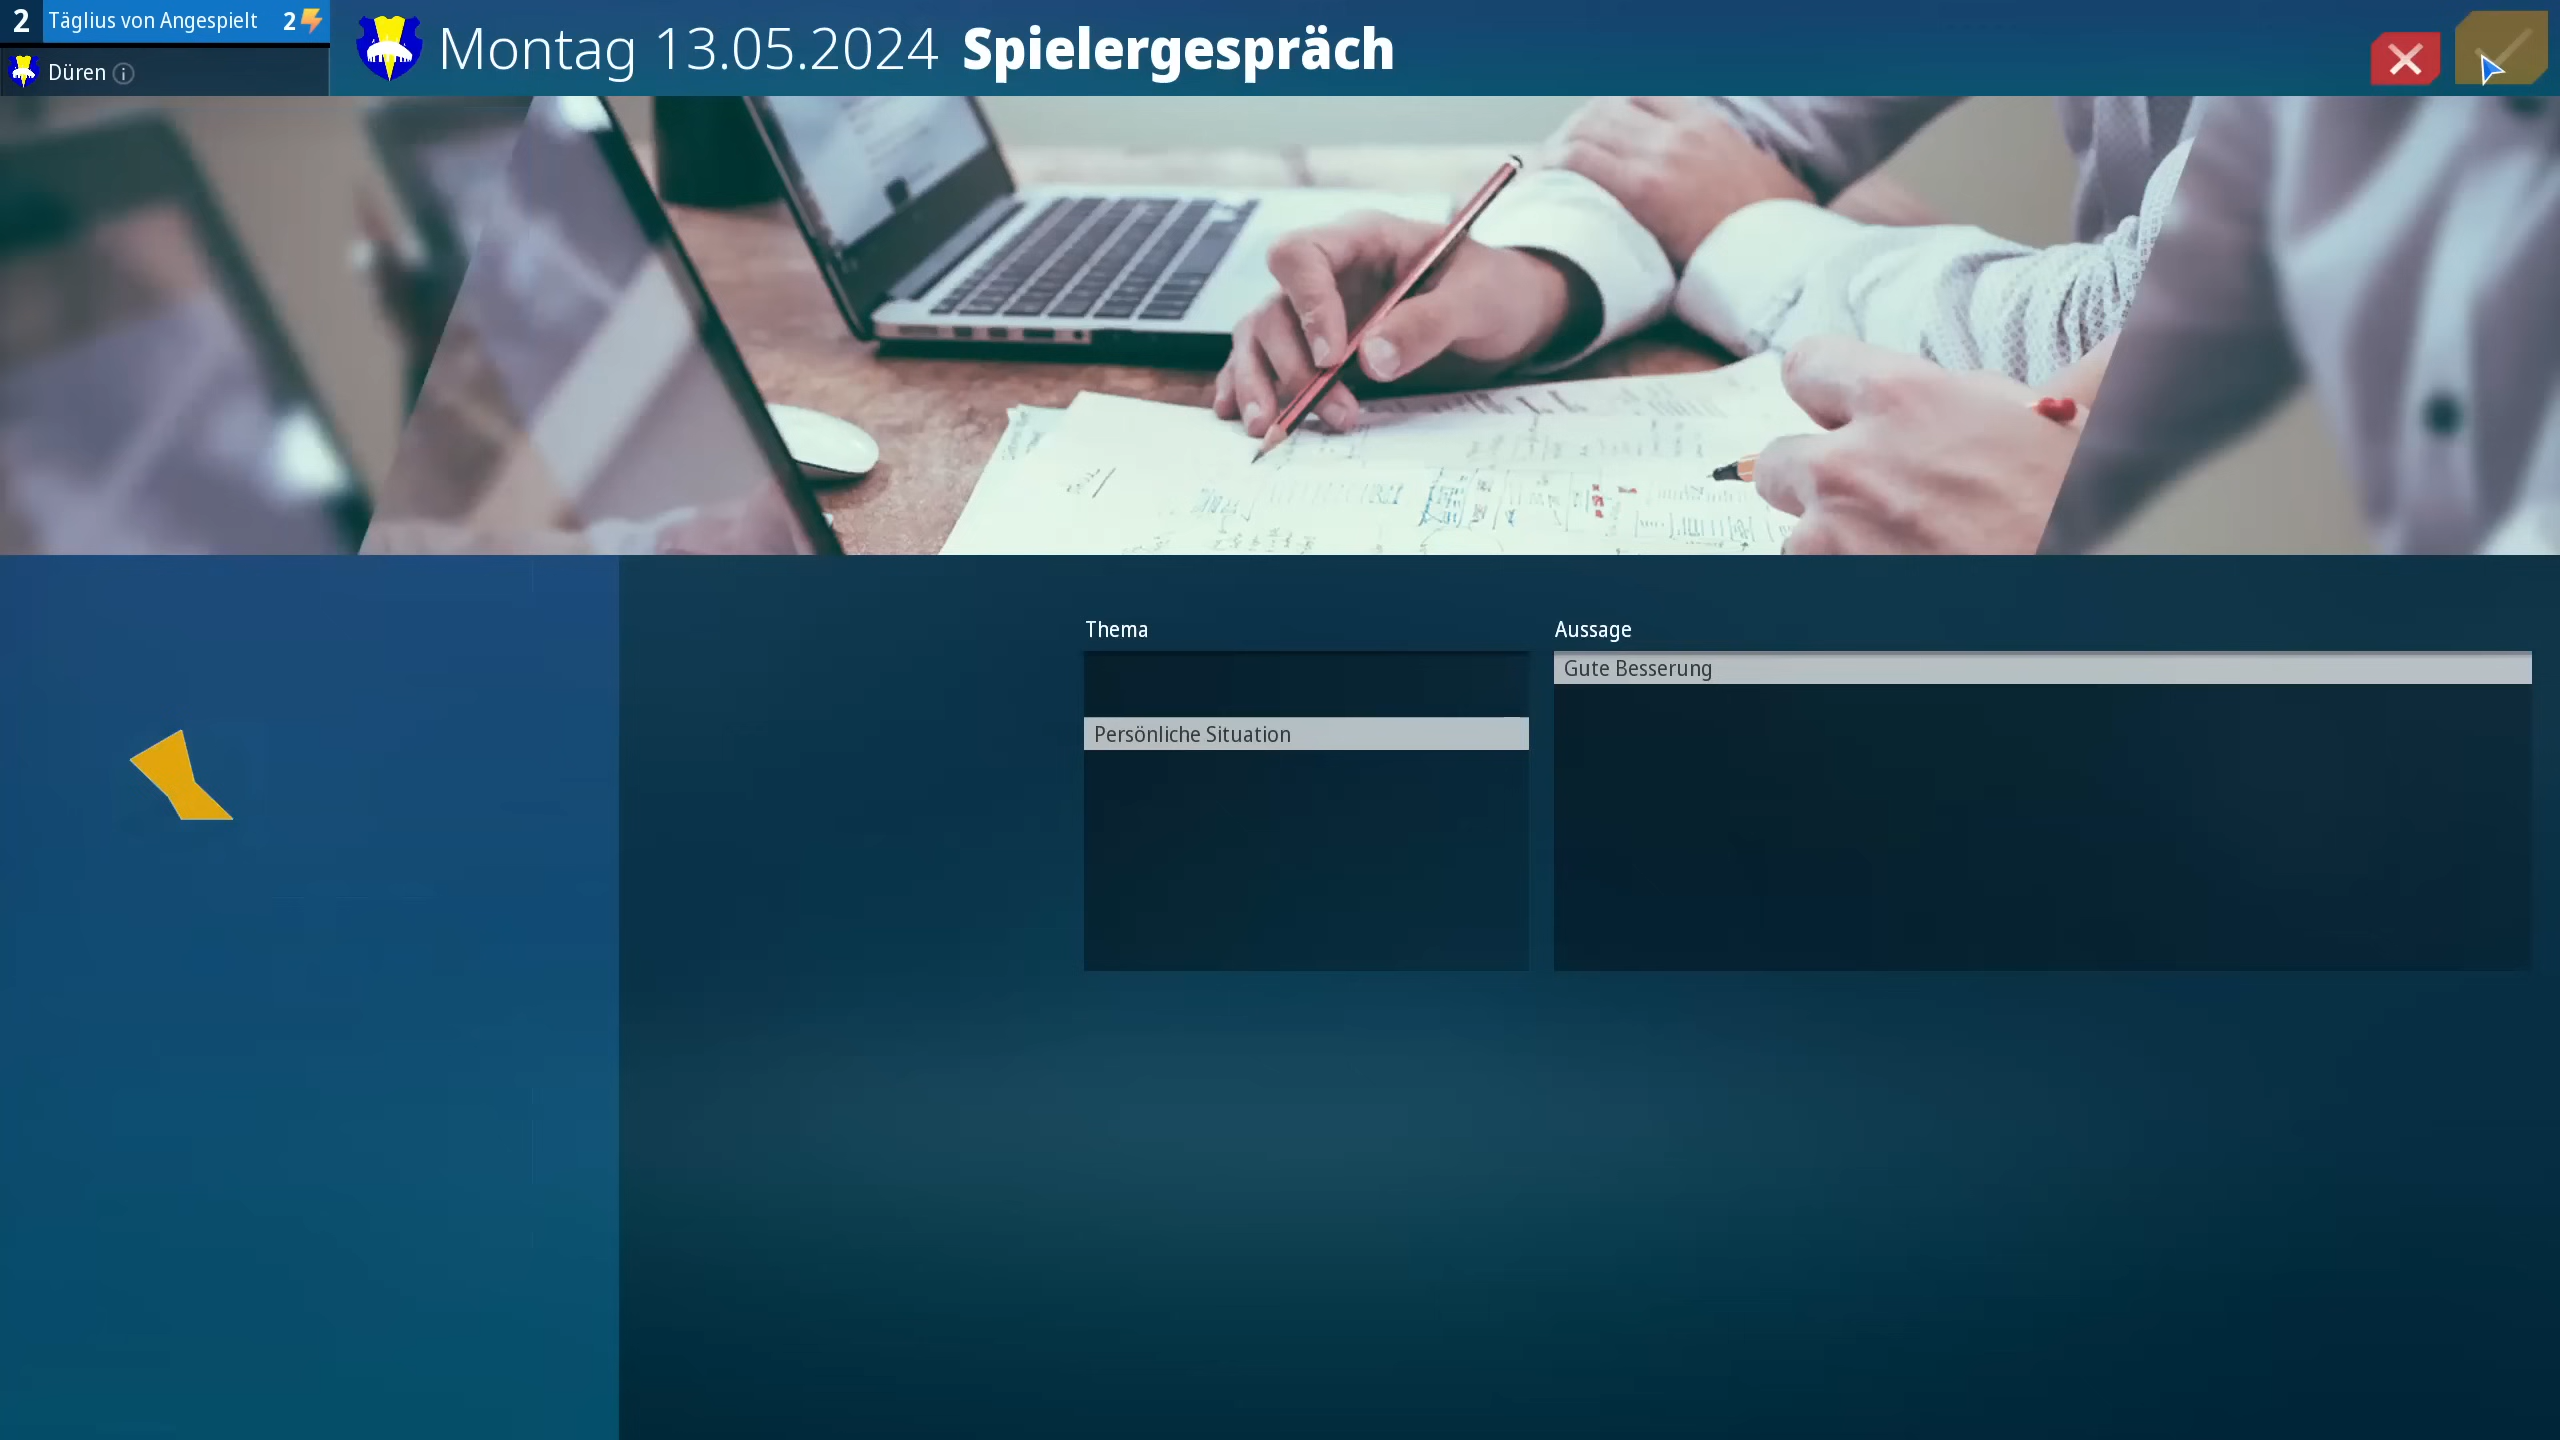 2 Täglius von Angespielt 2
Düren
Montag 13.05.2024 Spielergespräch
Thema
Aussage
Persönliche Situation
Gute Besserung